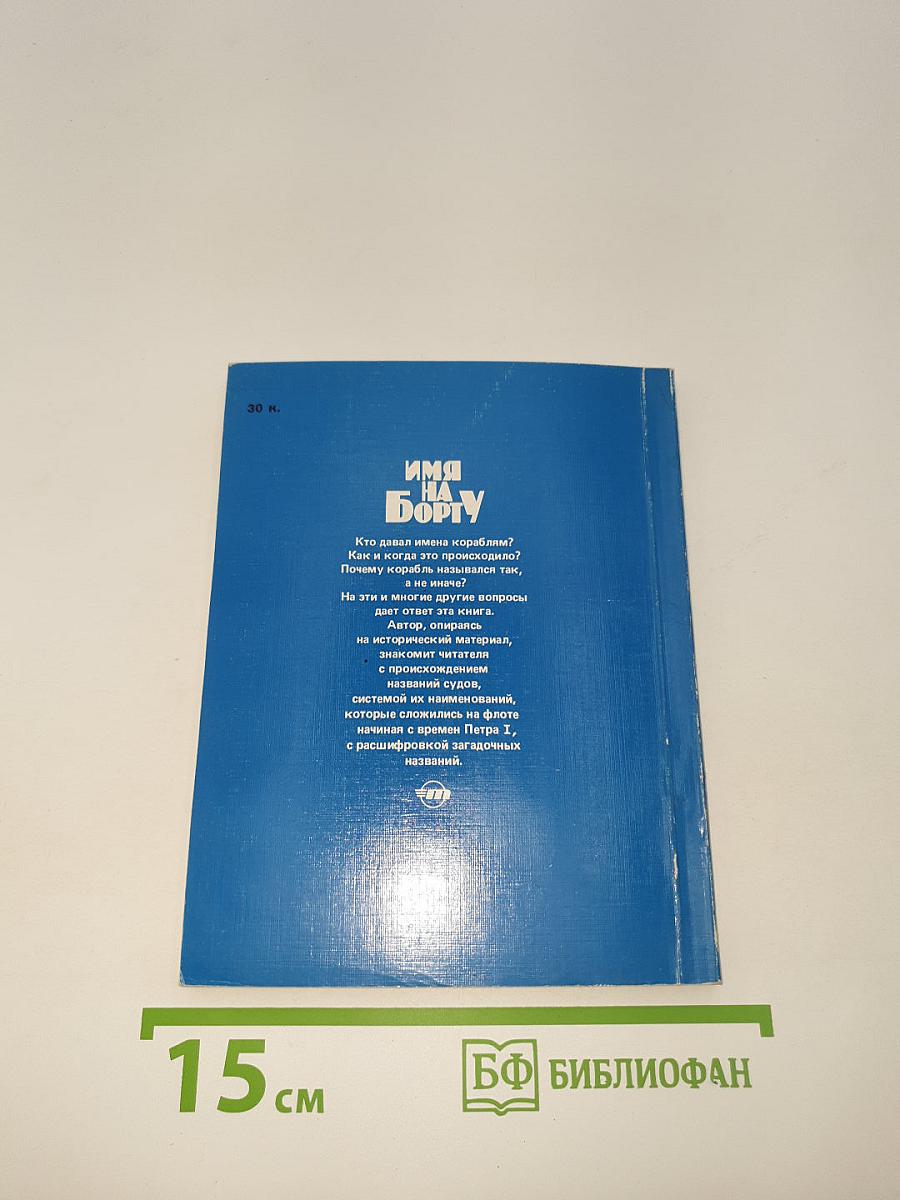 30 к.
ИМЯ
НА
БОРТУ
Кто давал имена кораблям?
Как и когда это происходило?
Почему корабль назывался так,
а не иначе?
На эти и многие другие вопросы
дает ответ эта книга.
Автор, опираясь
на исторический материал,
знакомит читателя
с происхождением
названий судов,
системой их наименований,
которые сложились на флоте
начиная с времен Петра I,
с расшифровкой загадочных
названий.
т
15 см
БФ БИБЛИОФАН